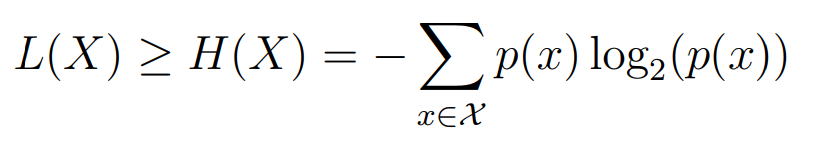 L(X) ≥ H(X) = − ∑ p(x) log₂(p(x))
x∈𝒳